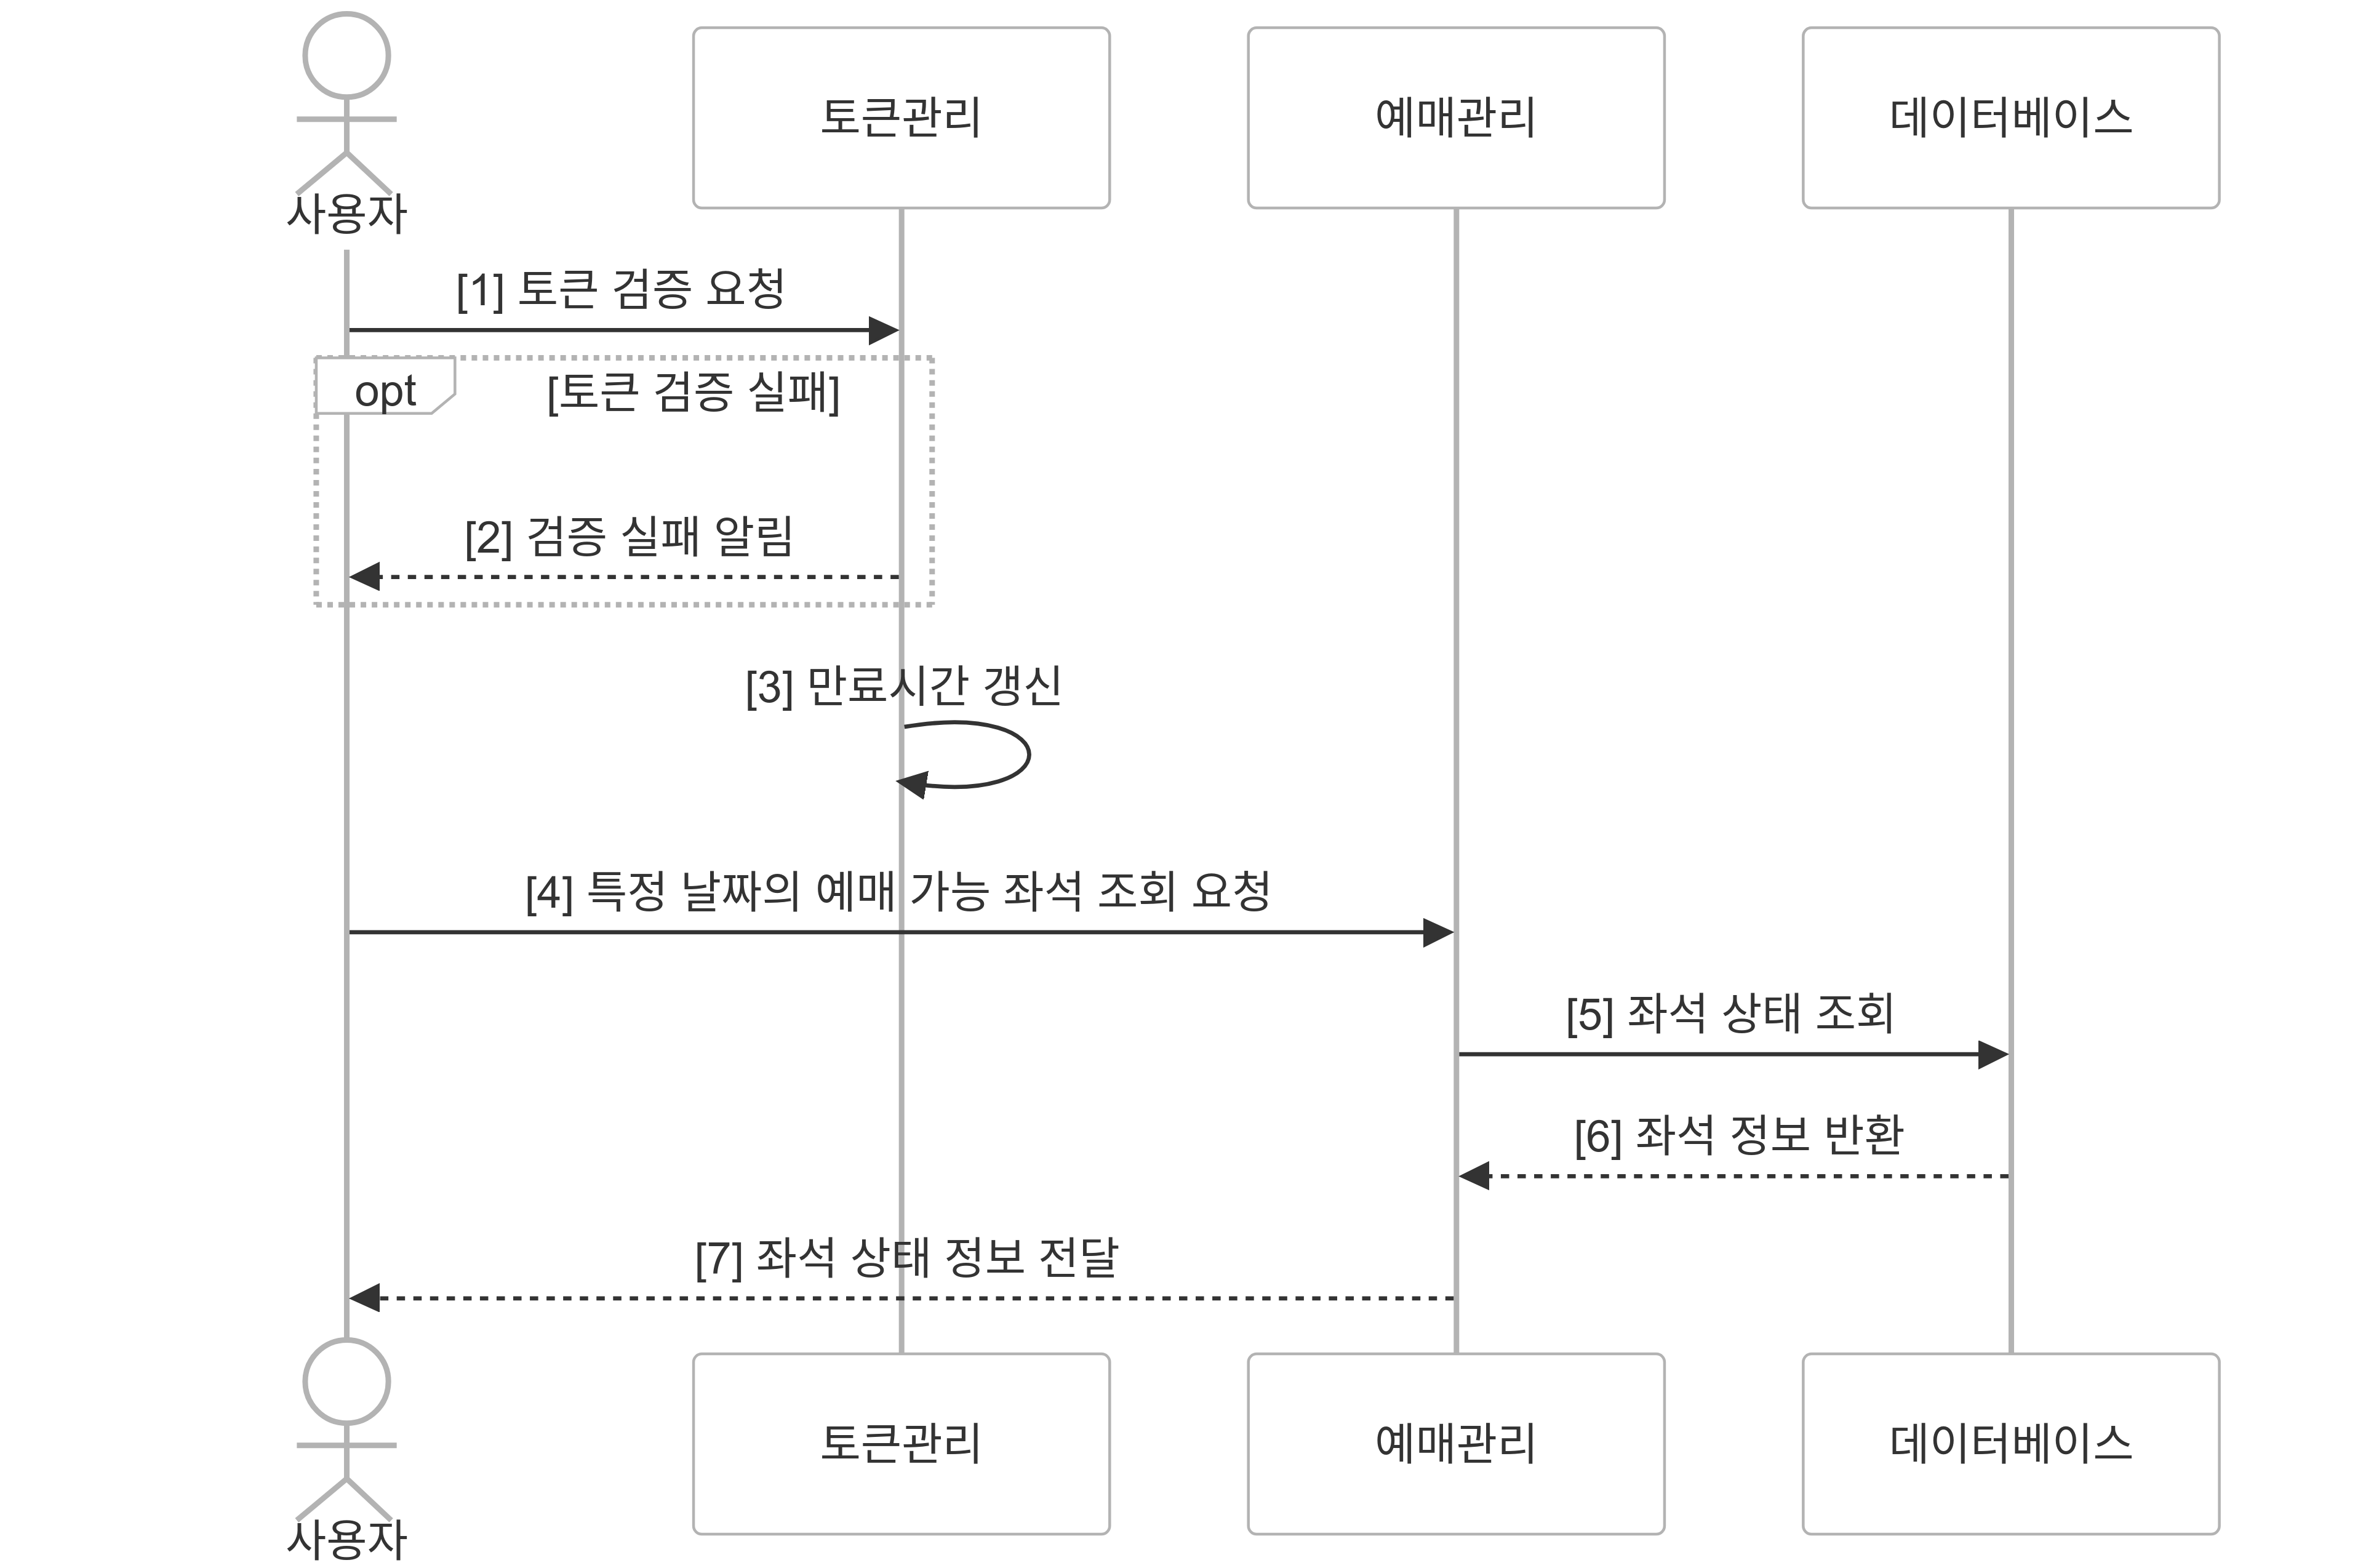 사용자
토큰관리
예매관리
데이터베이스
[1] 토큰 검증 요청
opt
[토큰 검증 실패]
[2] 검증 실패 알림
[3] 만료시간 갱신
[4] 특정 날짜의 예매 가능 좌석 조회 요청
[5] 좌석 상태 조회
[6] 좌석 정보 반환
[7] 좌석 상태 정보 전달
사용자
토큰관리
예매관리
데이터베이스